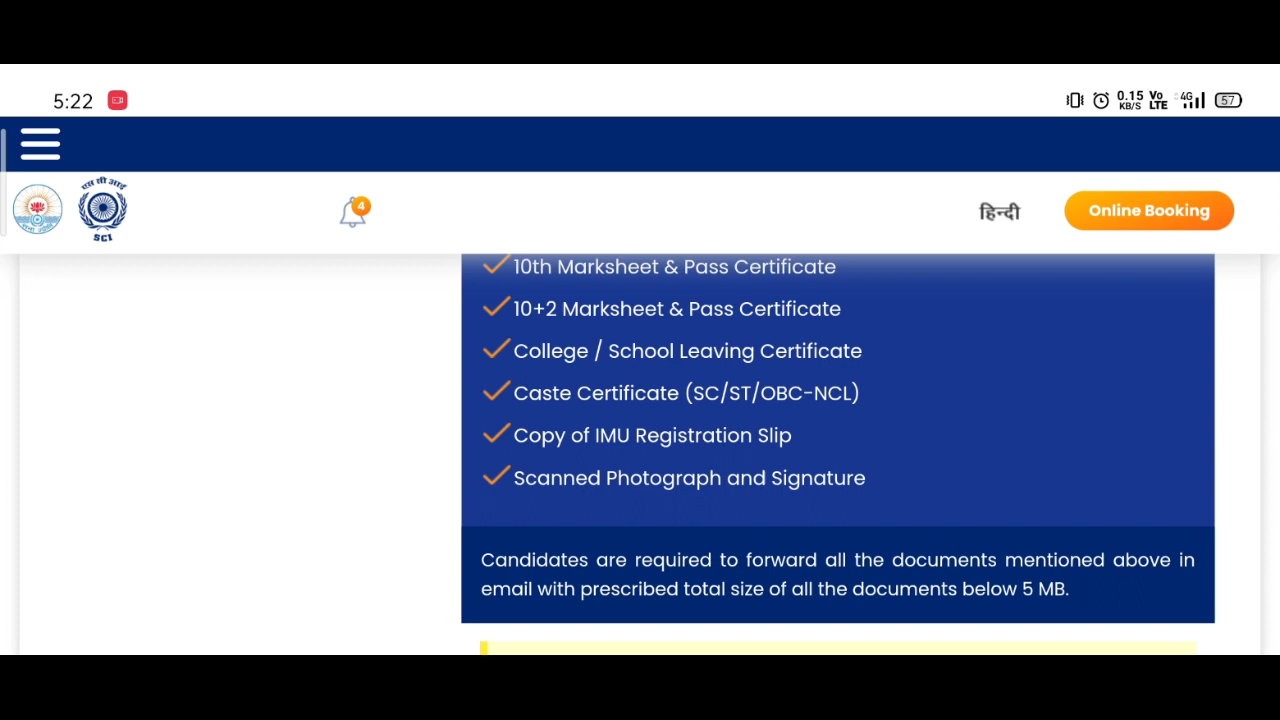 5:22
0.15 KB/S Vo LTE 4G 57
एस सी आई
SCI
4
हिन्दी
Online Booking
10th Marksheet & Pass Certificate
10+2 Marksheet & Pass Certificate
College / School Leaving Certificate
Caste Certificate (SC/ST/OBC-NCL)
Copy of IMU Registration Slip
Scanned Photograph and Signature
Candidates are required to forward all the documents mentioned above in
email with prescribed total size of all the documents below 5 MB.